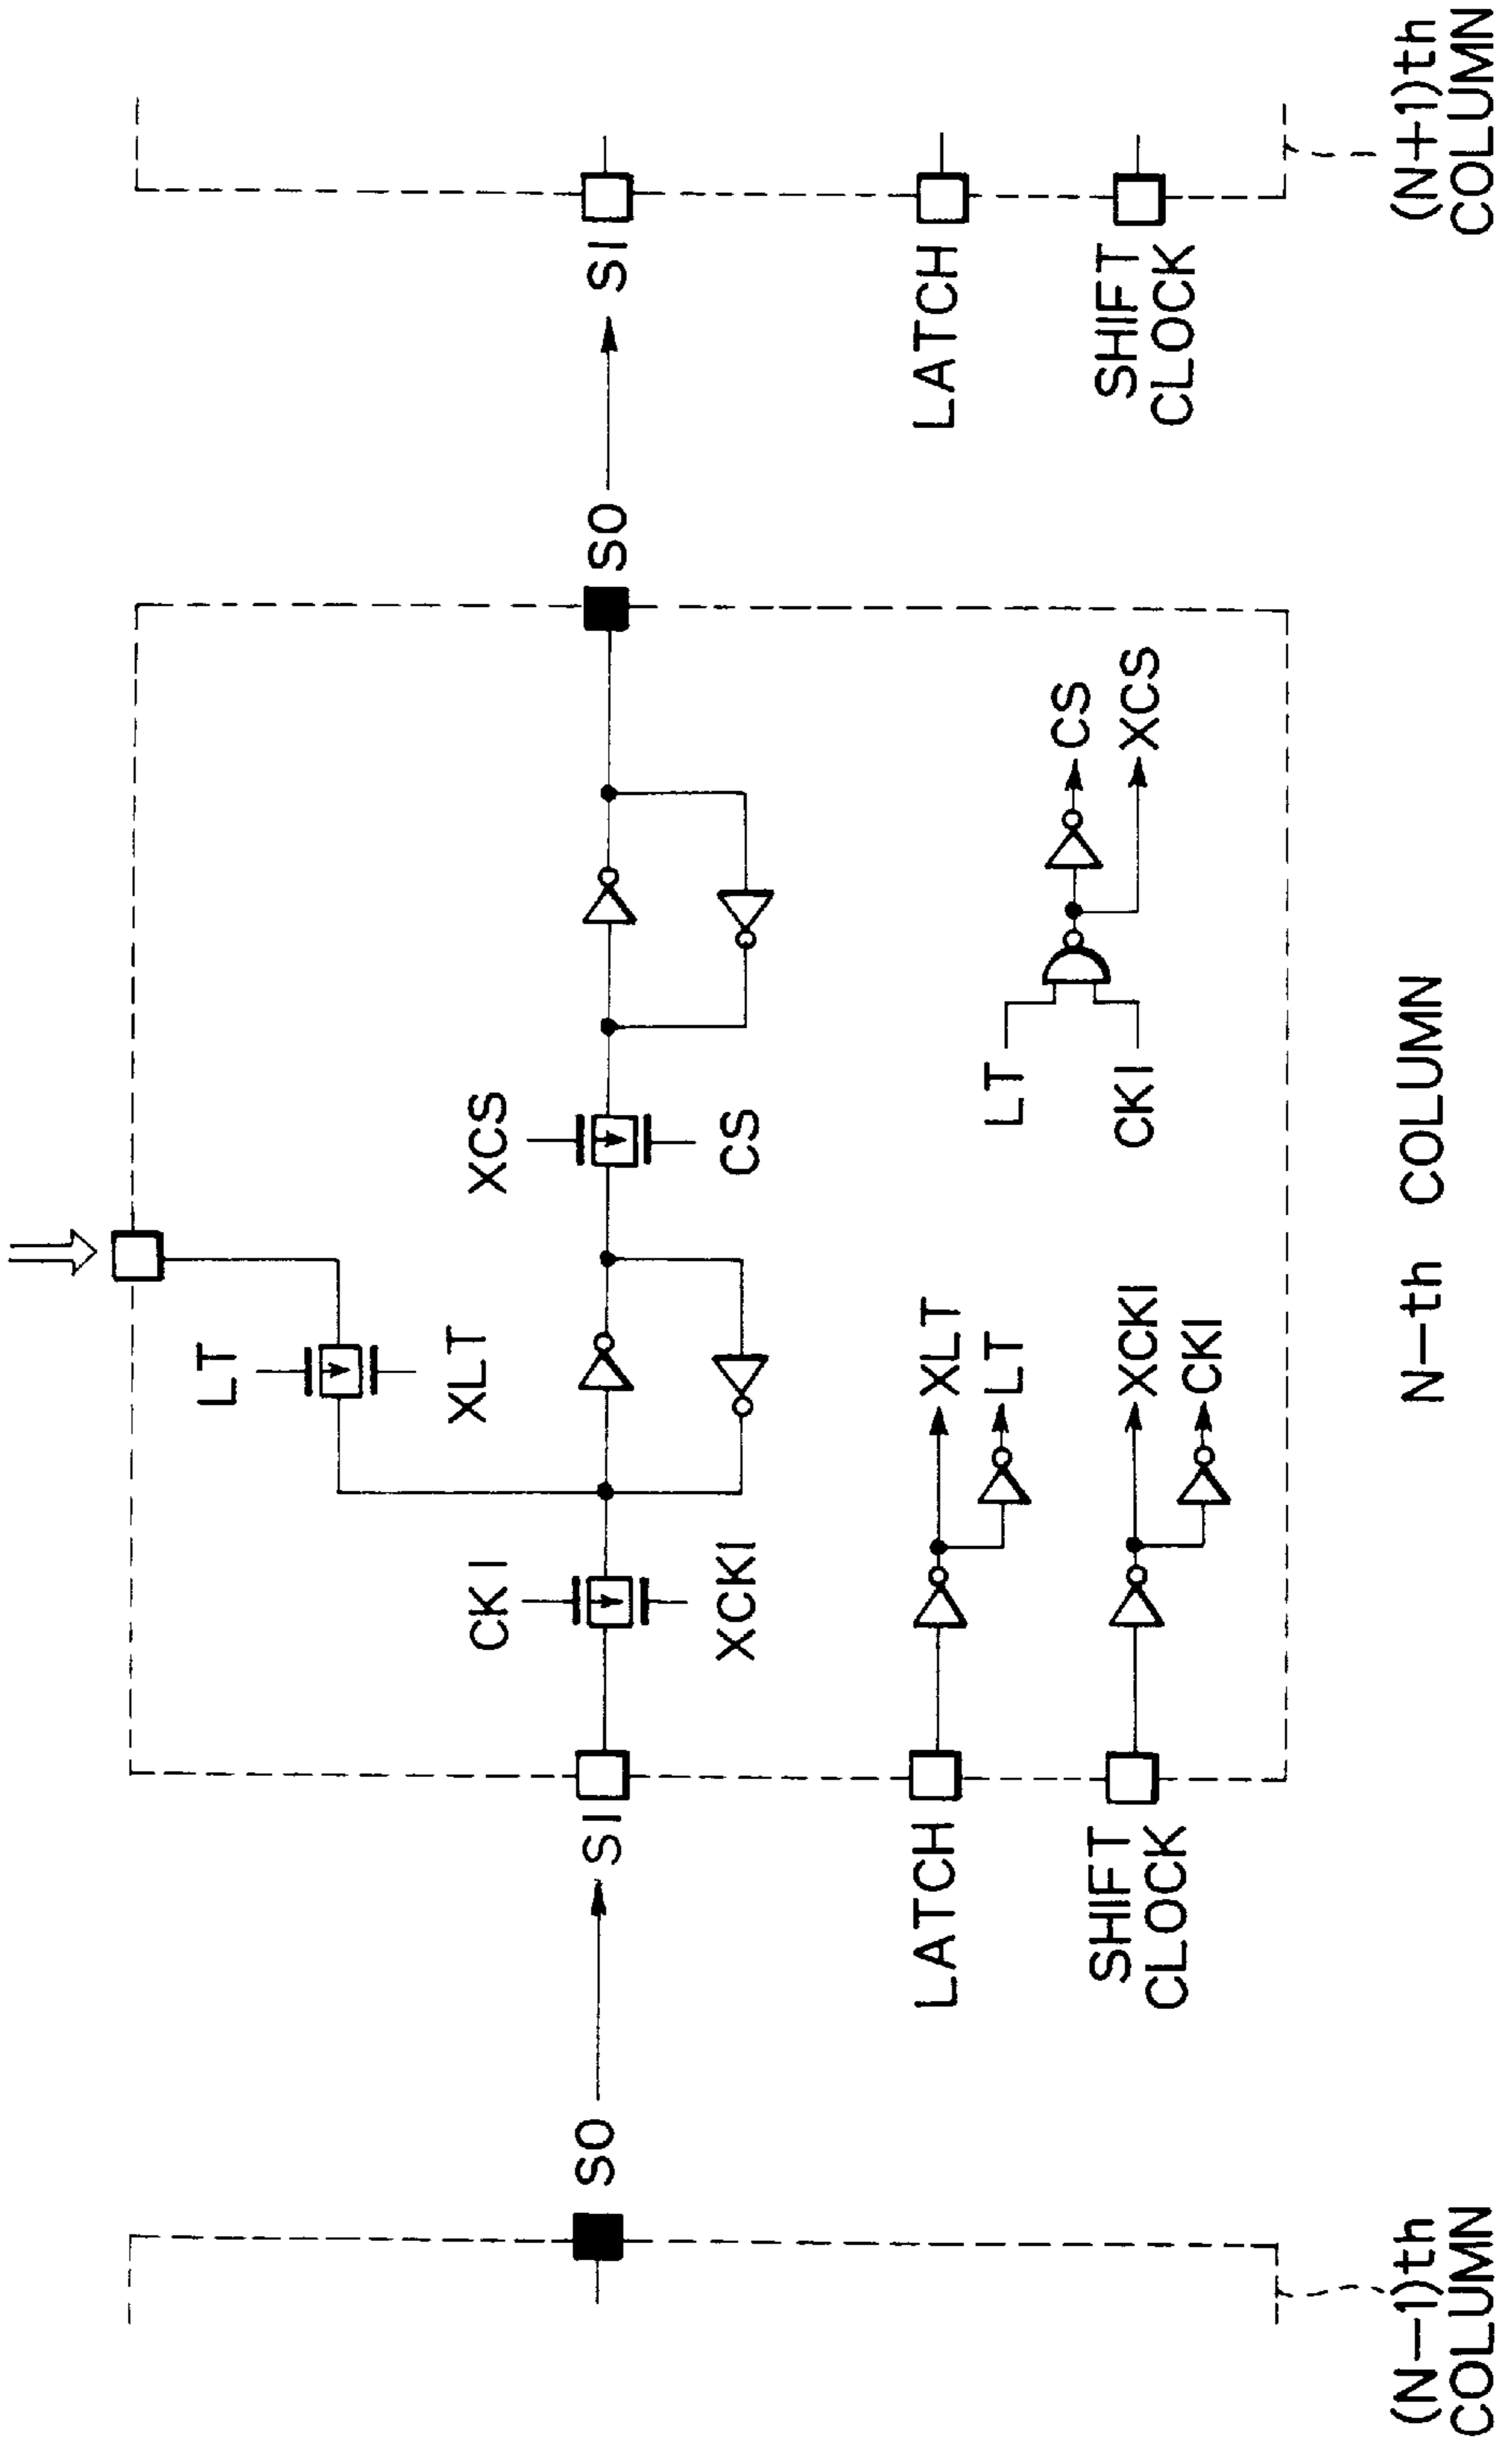 LT
XLT
CKI
XCKI
XCS
CS
SO
SI
SO
SI
LATCH
XLT
LT
SHIFT
CLOCK
XCKI
CKI
LT
CKI
CS
XCS
LATCH
SHIFT
CLOCK
(N-1)th
COLUMN
N-th COLUMN
(N+1)th
COLUMN